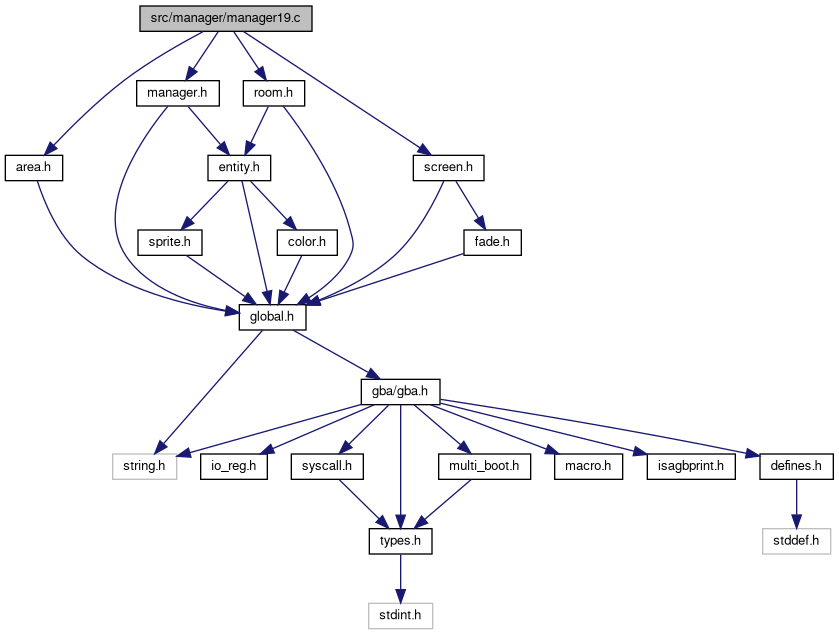 src/manager/manager19.c
manager.h
room.h
area.h
entity.h
screen.h
sprite.h
color.h
fade.h
global.h
gba/gba.h
string.h
io_reg.h
syscall.h
multi_boot.h
macro.h
isagbprint.h
defines.h
types.h
stddef.h
stdint.h